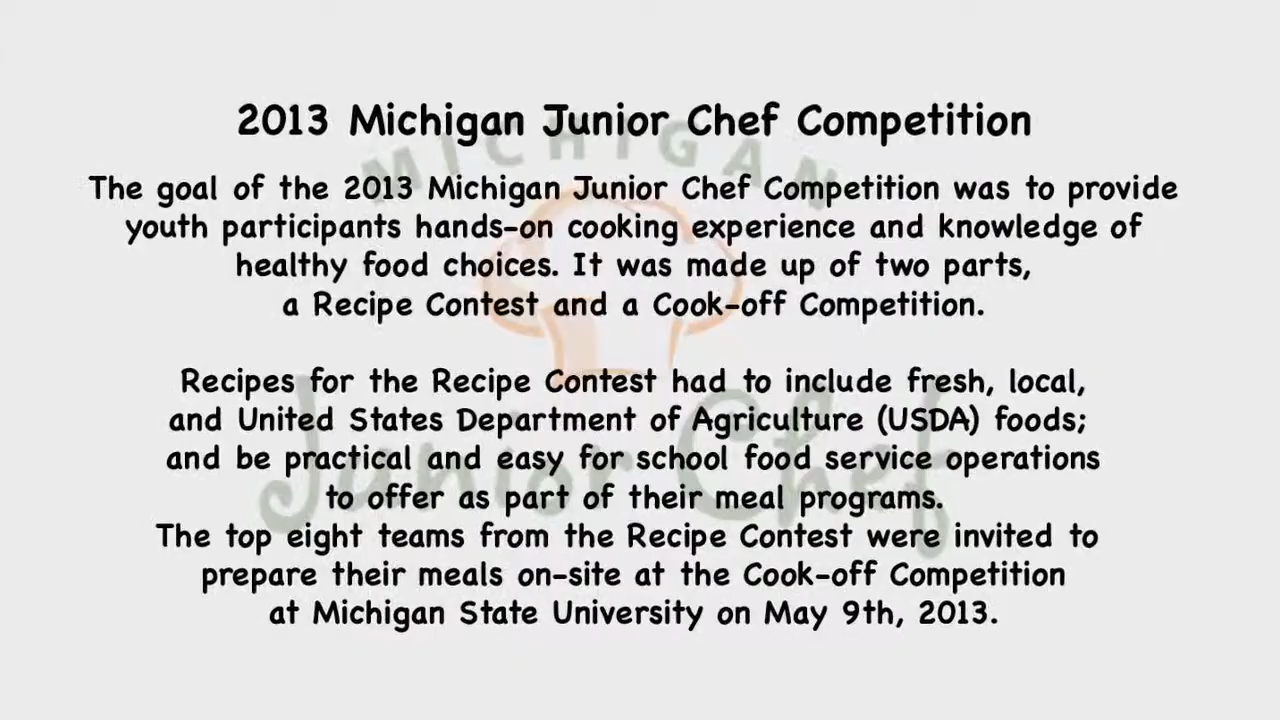 2013 Michigan Junior Chef Competition
MICHIGAN
The goal of the 2013 Michigan Junior Chef Competition was to provide
youth participants hands-on cooking experience and knowledge of
healthy food choices. It was made up of two parts,
a Recipe Contest and a Cook-off Competition.
Recipes for the Recipe Contest had to include fresh, local,
and United States Department of Agriculture (USDA) foods;
and be practical and easy for school food service operations
Junior Chef
to offer as part of their meal programs.
The top eight teams from the Recipe Contest were invited to
prepare their meals on-site at the Cook-off Competition
at Michigan State University on May 9th, 2013.